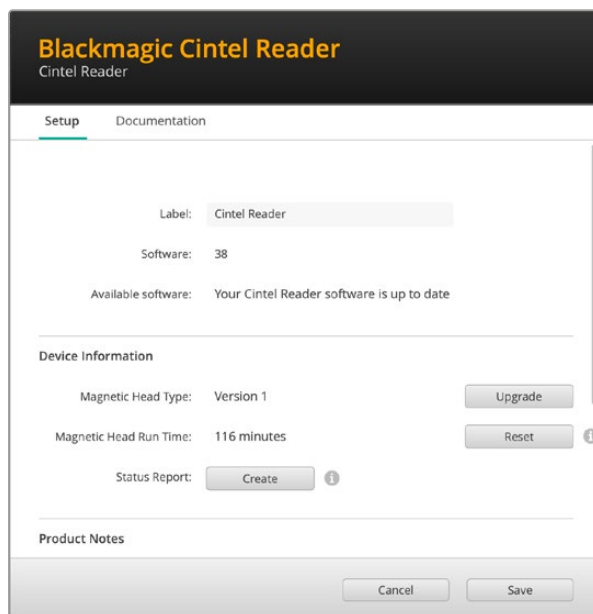 Blackmagic Cintel Reader
Cintel Reader
Setup Documentation
Label: Cintel Reader
Software: 38
Available software: Your Cintel Reader software is up to date
Device Information
Magnetic Head Type: Version 1 Upgrade
Magnetic Head Run Time: 116 minutes Reset
Status Report: Create
Product Notes
Cancel Save